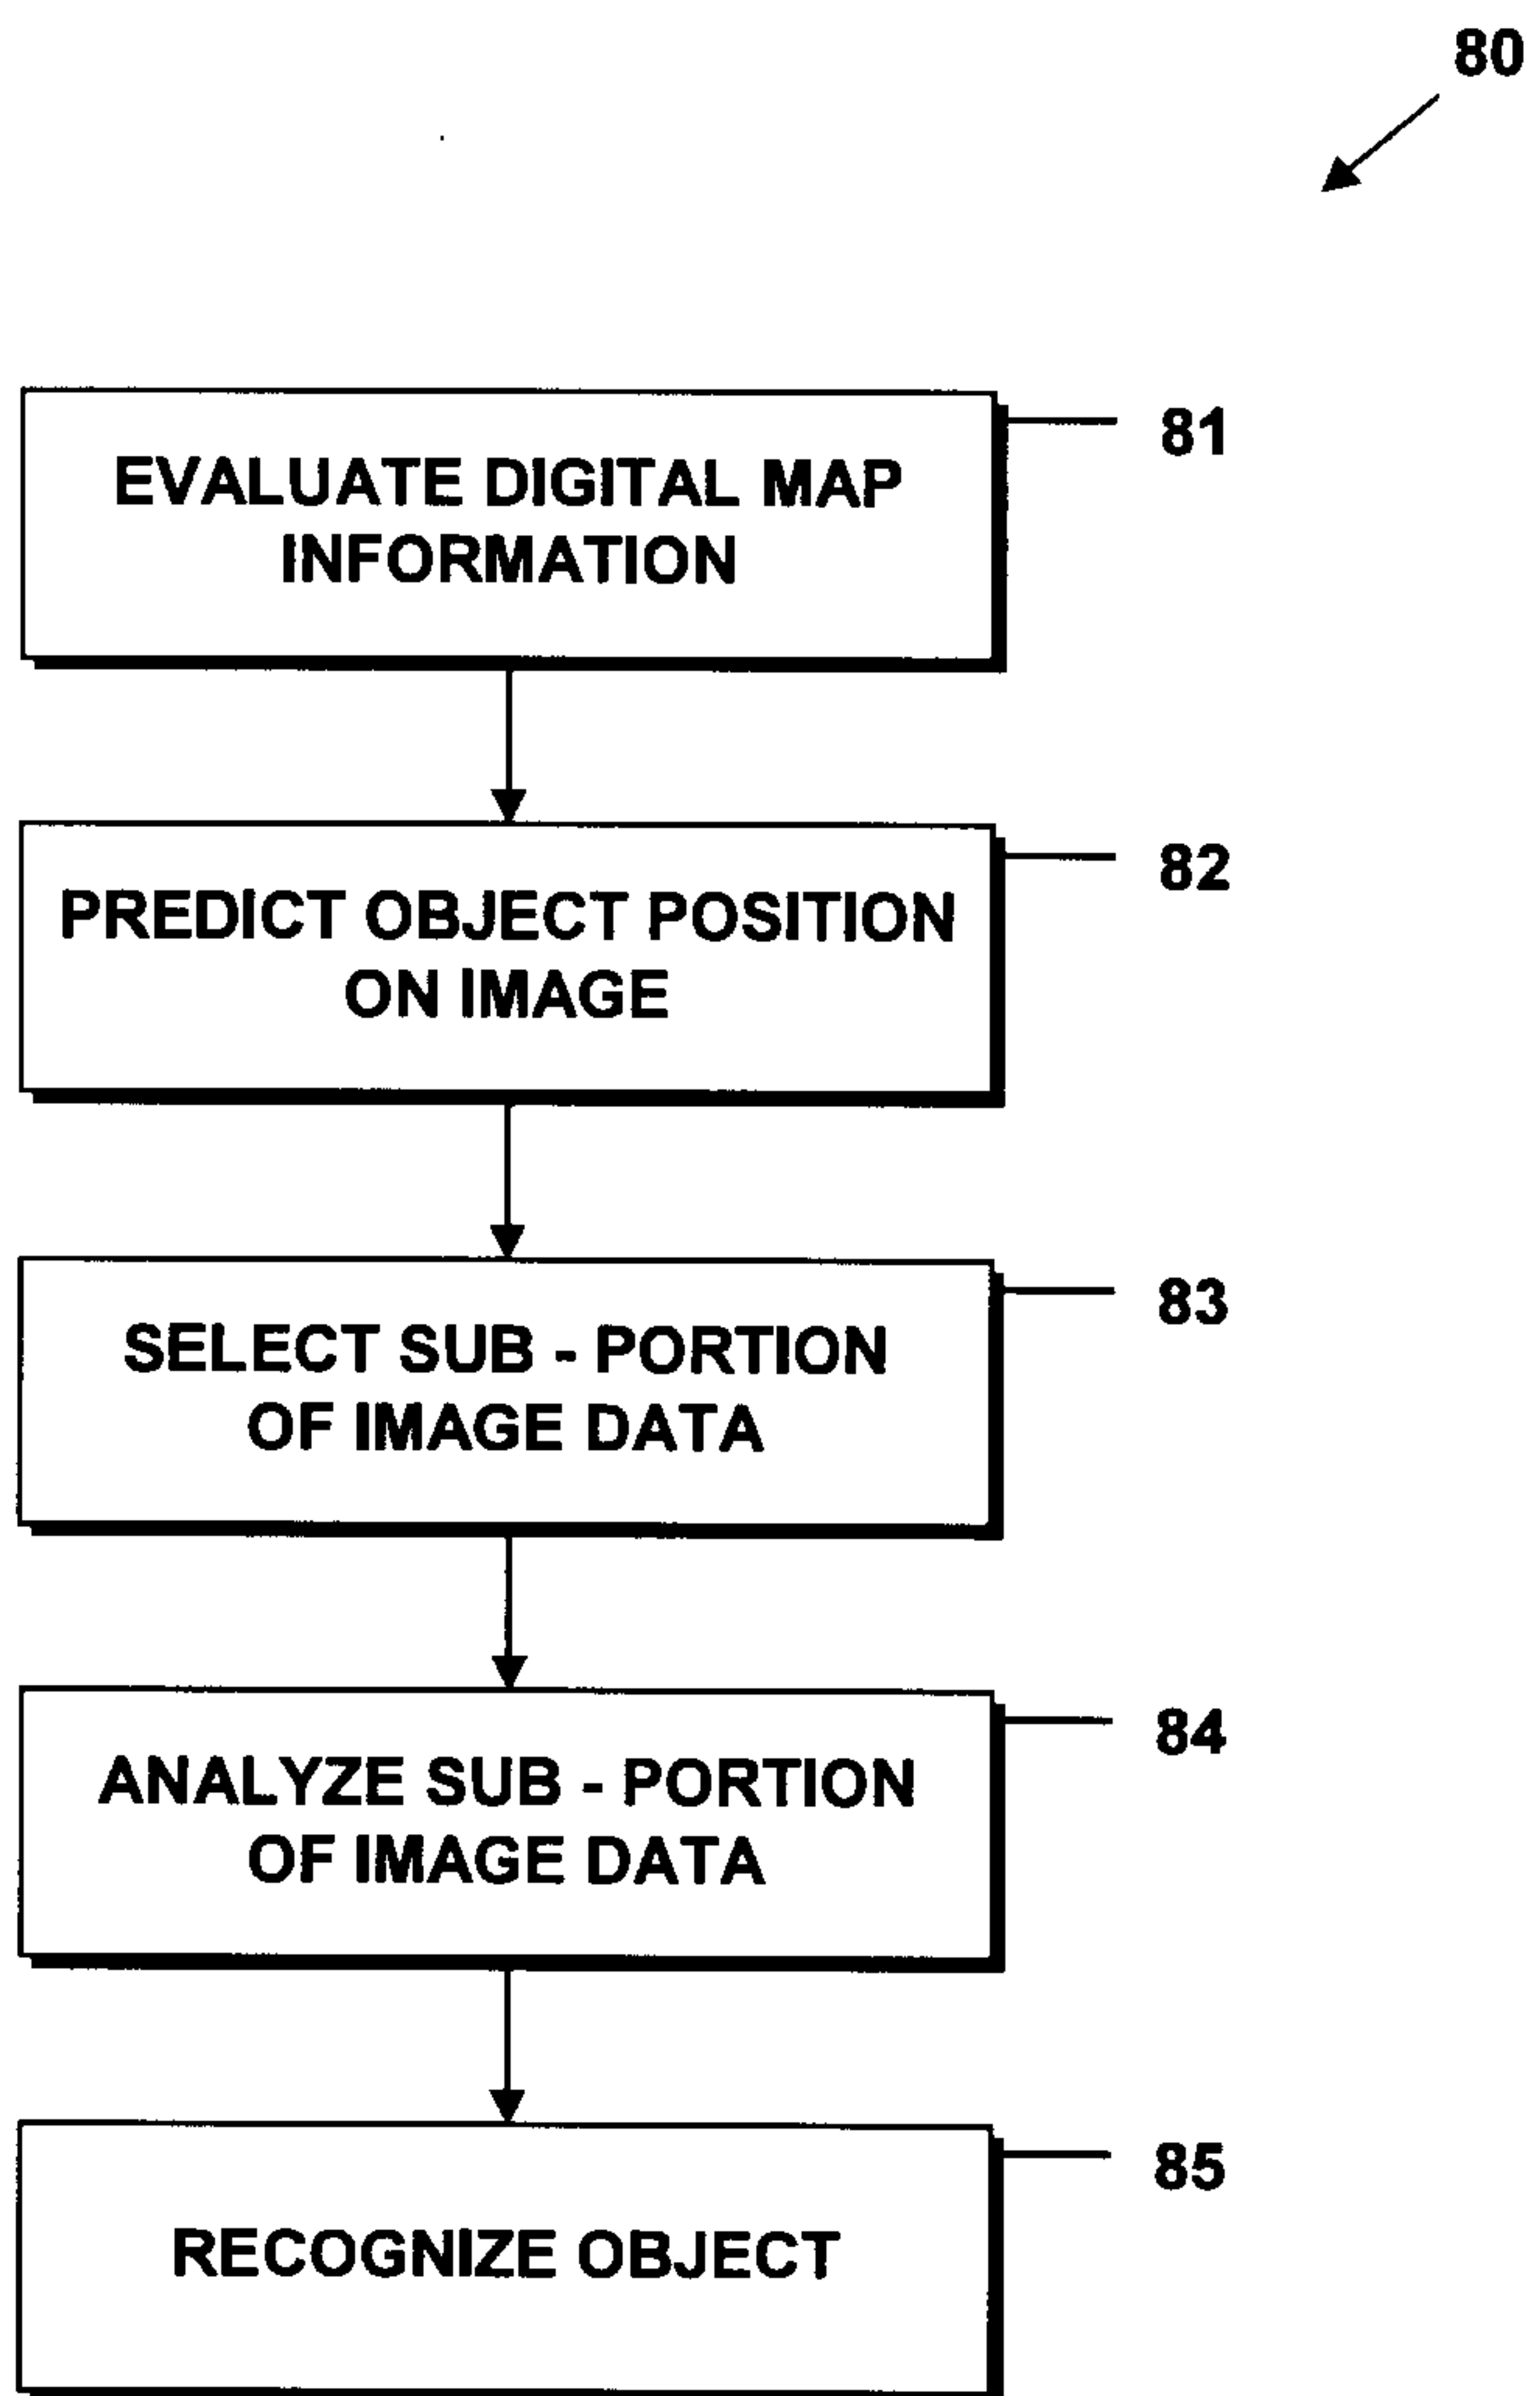 80
81
EVALUATE DIGITAL MAP
INFORMATION
82
PREDICT OBJECT POSITION
ON IMAGE
83
SELECT SUB - PORTION
OF IMAGE DATA
84
ANALYZE SUB - PORTION
OF IMAGE DATA
85
RECOGNIZE OBJECT